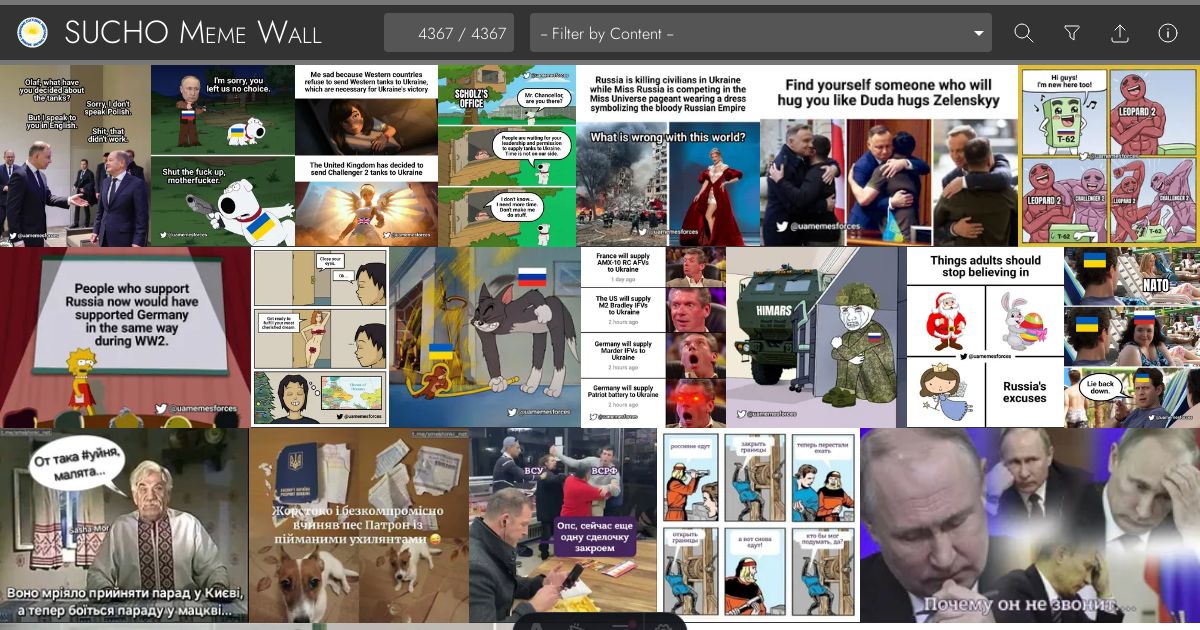 SUCHO Meme Wall
4367 / 4367
– Filter by Content –
Olaf, what have
you decided about
the tanks?
Sorry, I don't
speak Polish.
But I speak to
you in English.
Shit, that
didn't work.
@uamemesforces
I'm sorry, you
left us no choice.
Shut the fuck up,
motherfucker.
@uamemesforces
Me sad because Western countries
refuse to send Western tanks to Ukraine,
which are necessary for Ukraine's victory
The United Kingdom has decided to
send Challenger 2 tanks to Ukraine
@uamemesforces
@uamemesforces
SCHOLZ'S
OFFICE
Mr. Chancellor,
are you there?
People are waiting for your
leadership and permission
to supply tanks to Ukraine.
Time is not on our side.
I don't know...
I need more time.
Don't make me
do stuff.
Russia is killing civilians in Ukraine
while Miss Russia is competing in the
Miss Universe pageant wearing a dress
symbolizing the bloody Russian Empire
What is wrong with this world?
@uamemesforces
Find yourself someone who will
hug you like Duda hugs Zelenskyy
@uamemesforces
Hi guys!
I'm new here too!
T-62
LEOPARD 2
@uamemesforces
LEOPARD 2
CHALLENGER 2
T-62
LEOPARD 2
CHALLENGER 2
T-62
People who support
Russia now would have
supported Germany
in the same way
during WW2.
@uamemesforces
Close your
eyes.
Ok...
Get ready to
fulfill your most
cherished dream.
@uamemesforces
@uamemesforces
France will supply
AMX-10 RC AFVs
to Ukraine
1 day ago
The US will supply
M2 Bradley IFVs
to Ukraine
2 hours ago
Germany will supply
Marder IFVs to
Ukraine
2 hours ago
Germany will supply
Patriot battery to Ukraine
2 hours ago
@uamemesforces
HIMARS
@uamemesforces
Things adults should
stop believing in
@uamemesforces
Russia's
excuses
NATO
Lie back
down.
@uamemesforces
От така #уйня,
малята...
Sasha Mor
Воно мріяло прийняти парад у Києві,
а тепер боїться параду у мацкві...
Жорстоко і безкомпромісно
вчиняв пес Патрон із
пійманими ухилянтами
ВСУ
ВСРФ
Опс, сейчас еще
одну сделочку
закроем
россияне едут
закрыть
границы
теперь перестали
ехать
открыть
границы
а вот снова
едут!
кто бы мог
подумать, да?
Почему он не звонит....